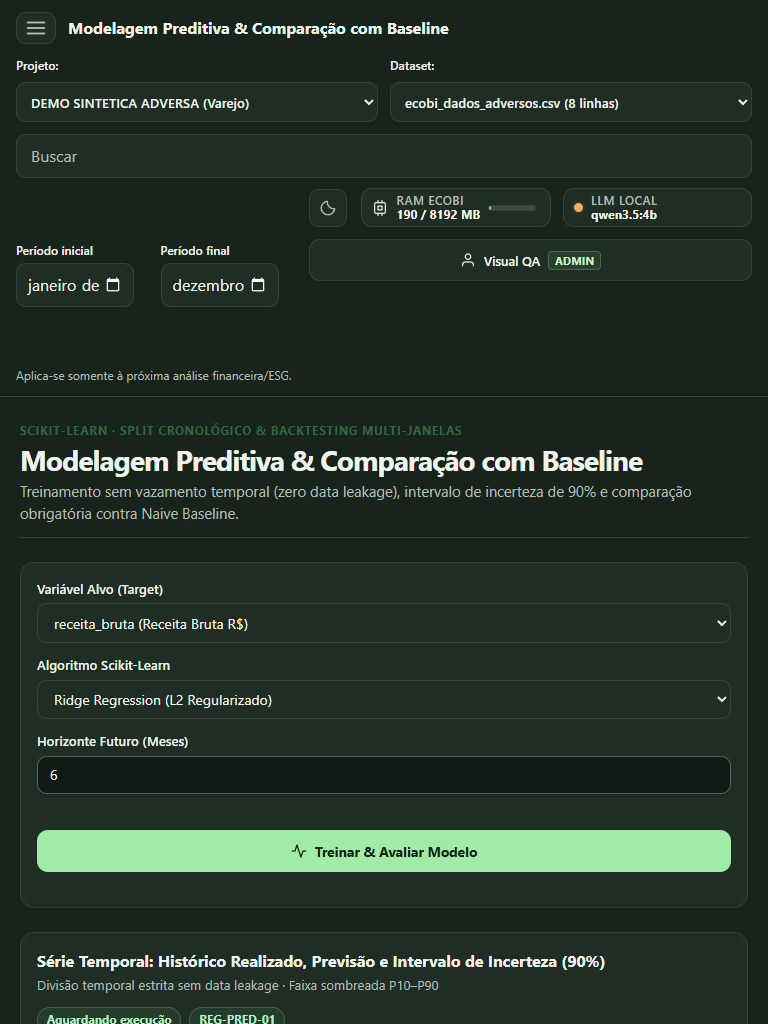 Modelagem Preditiva & Comparação com Baseline
Projeto:
Dataset:
DEMO SINTETICA ADVERSA (Varejo)
ecobi_dados_adversos.csv (8 linhas)
Buscar
RAM ECOBI
190 / 8192 MB
LLM LOCAL
qwen3.5:4b
Período inicial
Período final
janeiro de
dezembro
Visual QA ADMIN
Aplica-se somente à próxima análise financeira/ESG.
SCIKIT-LEARN · SPLIT CRONOLÓGICO & BACKTESTING MULTI-JANELAS
Modelagem Preditiva & Comparação com Baseline
Treinamento sem vazamento temporal (zero data leakage), intervalo de incerteza de 90% e comparação
obrigatória contra Naive Baseline.
Variável Alvo (Target)
receita_bruta (Receita Bruta R$)
Algoritmo Scikit-Learn
Ridge Regression (L2 Regularizado)
Horizonte Futuro (Meses)
6
Treinar & Avaliar Modelo
Série Temporal: Histórico Realizado, Previsão e Intervalo de Incerteza (90%)
Divisão temporal estrita sem data leakage · Faixa sombreada P10–P90
Aguardando execução
REG-PRED-01